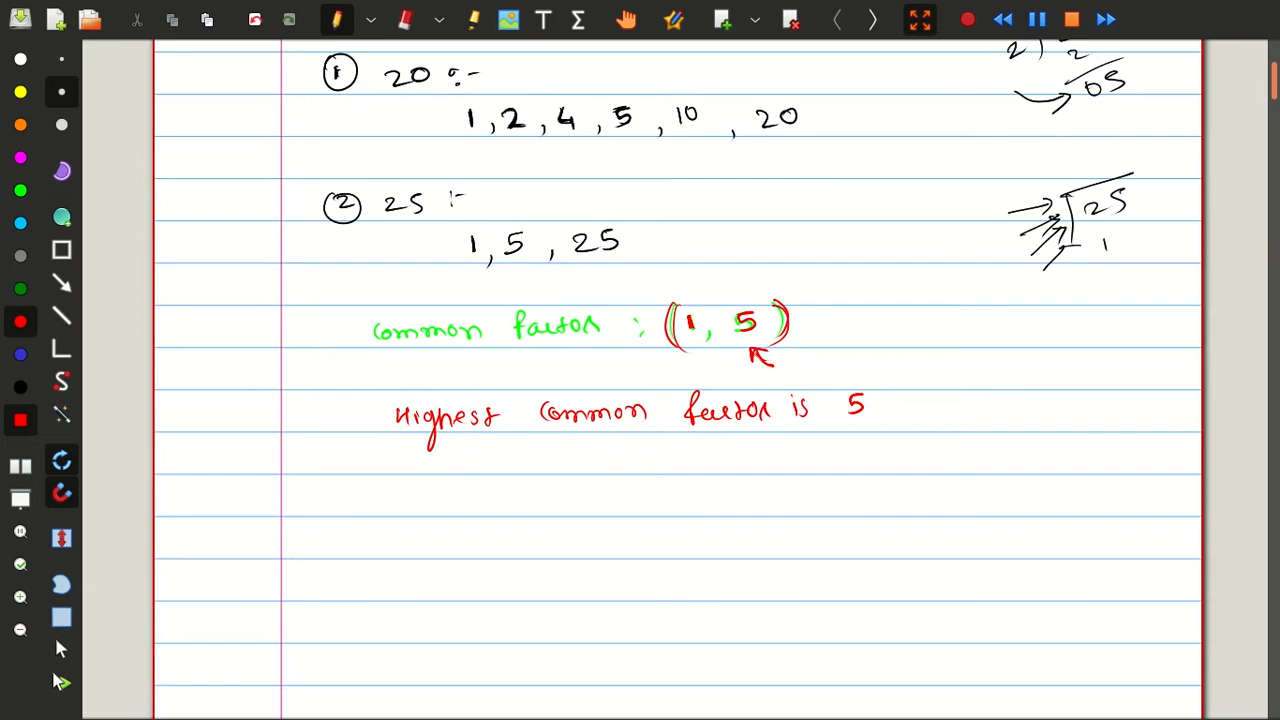 ① 20 :-
1, 2, 4, 5, 10, 20
05
② 25 :-
1, 5, 25
25
1
Common factor : (1, 5)
Highest Common factor is 5